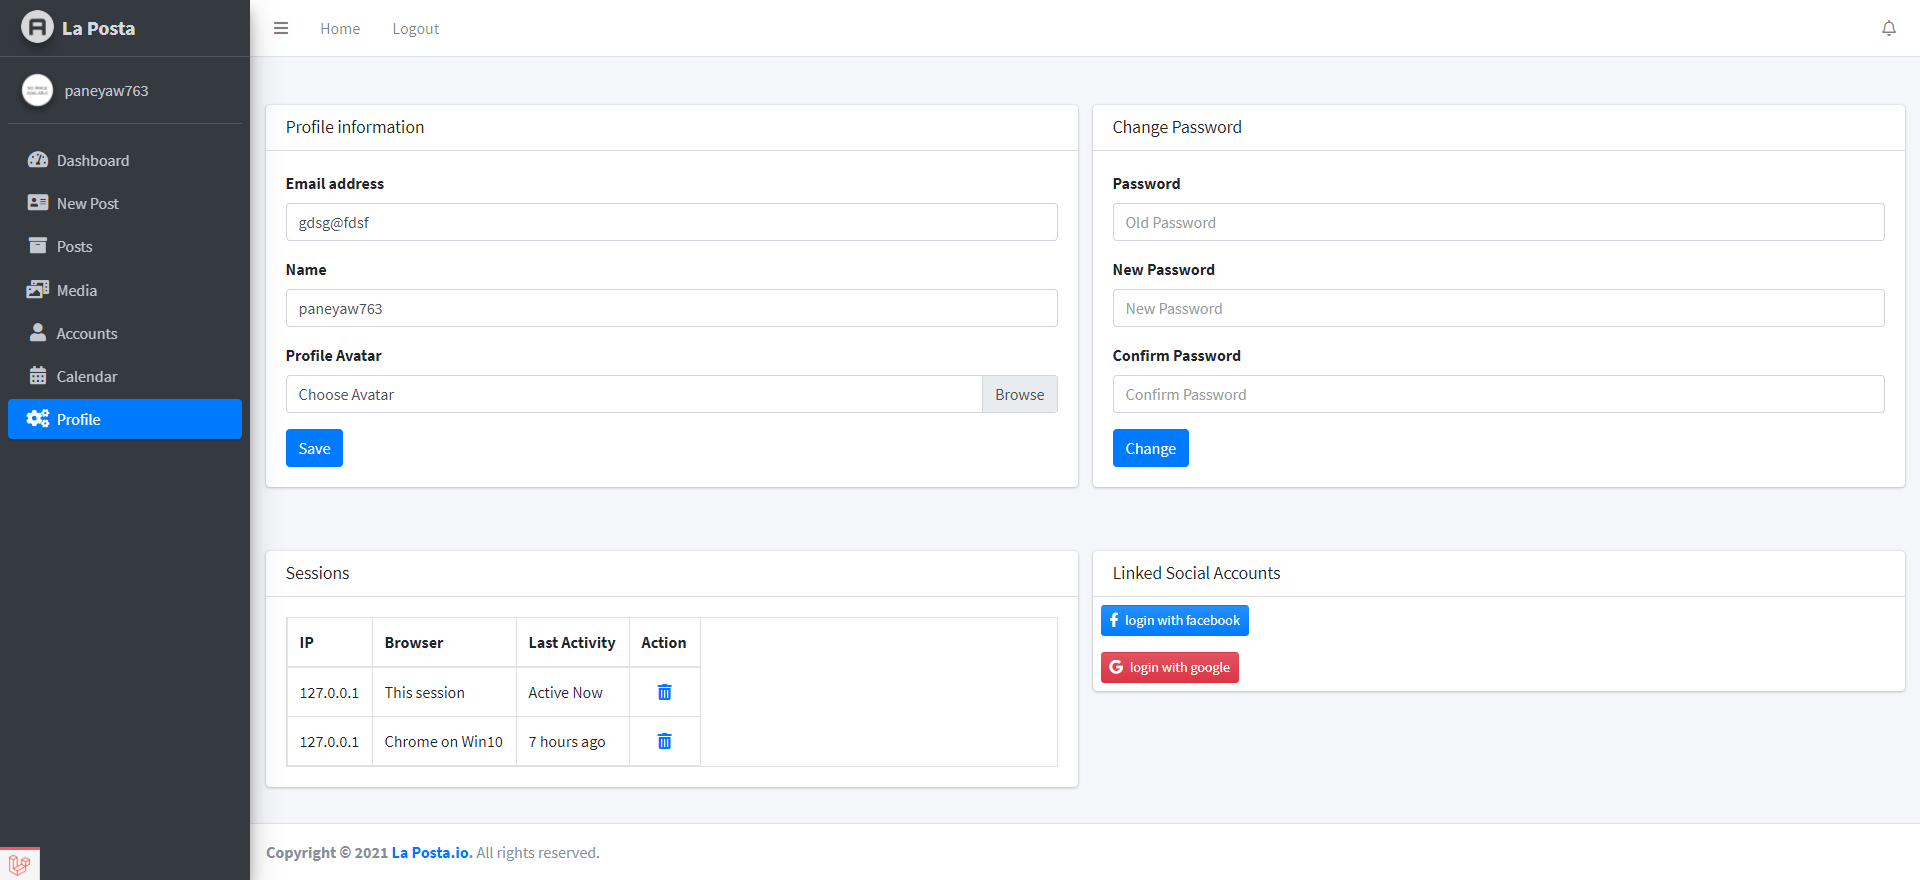 La Posta
Home
Logout
paneyaw763
Dashboard
New Post
Posts
Media
Accounts
Calendar
Profile
Profile information
Email address
gdsg@fdsf
Name
paneyaw763
Profile Avatar
Choose Avatar Browse
Save
Change Password
Password
Old Password
New Password
New Password
Confirm Password
Confirm Password
Change
Sessions
IP Browser Last Activity Action
127.0.0.1 This session Active Now
127.0.0.1 Chrome on Win10 7 hours ago
Linked Social Accounts
login with facebook
login with google
Copyright © 2021 La Posta.io. All rights reserved.